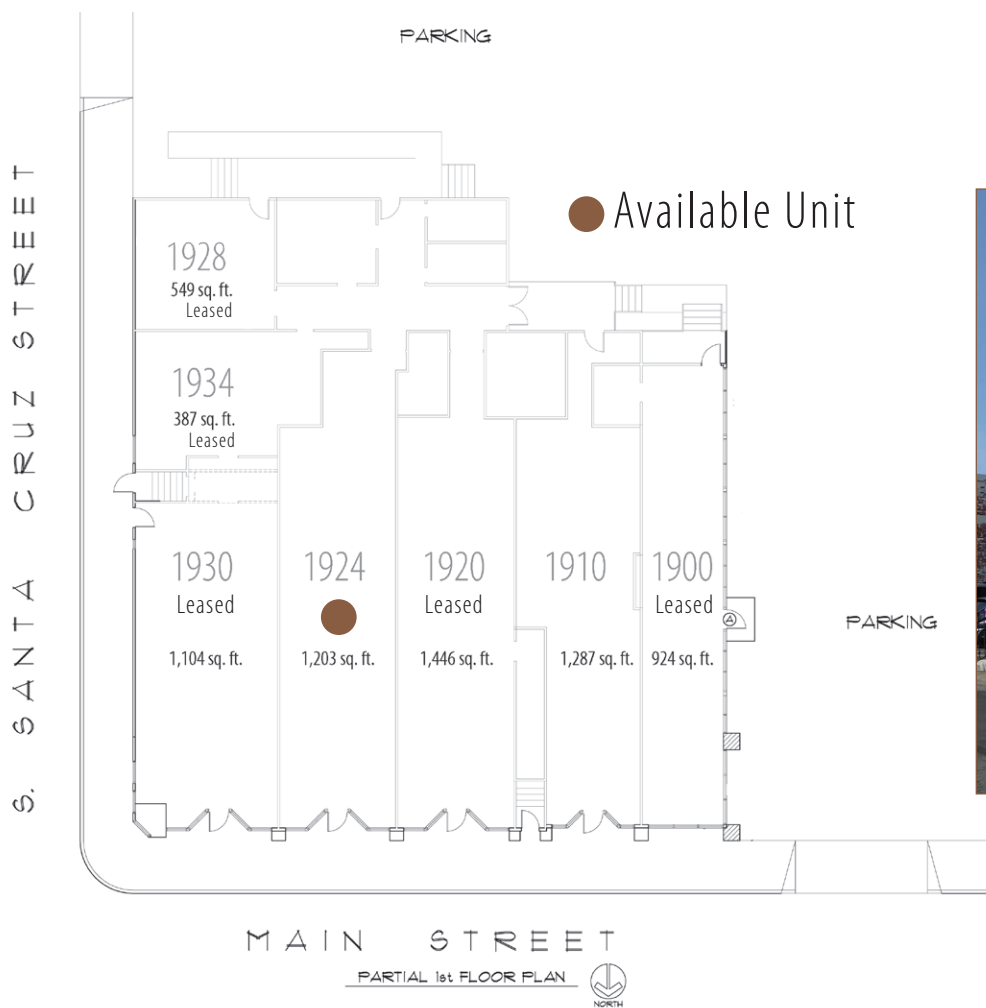 PARKING
Available Unit
S. SANTA CRUZ STREET
1928
549 sq. ft.
Leased
1934
387 sq. ft.
Leased
1930
Leased
1,104 sq. ft.
1924
1,203 sq. ft.
1920
Leased
1,446 sq. ft.
1910
1,287 sq. ft.
1900
Leased
924 sq. ft.
A
PARKING
MAIN STREET
PARTIAL 1st FLOOR PLAN
NORTH